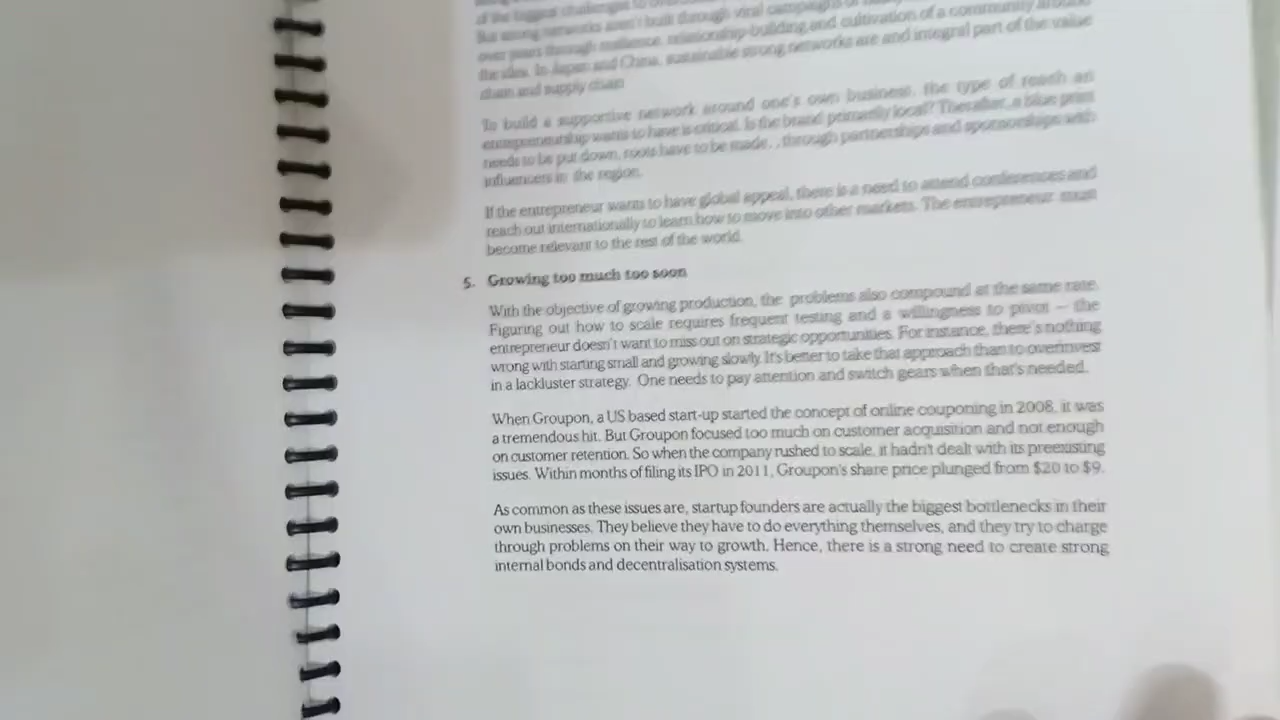 of the biggest challenges to
But strong networks aren't built through viral campaigns or
over years through resilience, relationship-building and cultivation of a community around
the idea. In Japan and China, sustainable strong networks are and integral part of the value
chain and supply chain
To build a supportive network around one's own business, the type of reach an
entrepreneurship wants to have is critical. Is the brand primarily local? Therafter, a blue print
needs to be put down, roots have to be made. , through partnerships and sponsorships with
influencers in the region.
If the entrepreneur wants to have global appeal, there is a need to attend conferences and
reach out internationally to learn how to move into other markets. The entrepreneur must
become relevant to the rest of the world.
5. Growing too much too soon
With the objective of growing production, the problems also compound at the same rate.
Figuring out how to scale requires frequent testing and a willingness to pivot – the
entrepreneur doesn't want to miss out on strategic opportunities. For instance, there's nothing
wrong with starting small and growing slowly. It's better to take that approach than to overinvest
in a lackluster strategy. One needs to pay attention and switch gears when that's needed.
When Groupon, a US based start-up started the concept of online couponing in 2008, it was
a tremendous hit. But Groupon focused too much on customer acquisition and not enough
on customer retention. So when the company rushed to scale, it hadn't dealt with its preexisting
issues. Within months of filing its IPO in 2011, Groupon's share price plunged from $20 to $9.
As common as these issues are, startup founders are actually the biggest bottlenecks in their
own businesses. They believe they have to do everything themselves, and they try to charge
through problems on their way to growth. Hence, there is a strong need to create strong
internal bonds and decentralisation systems.